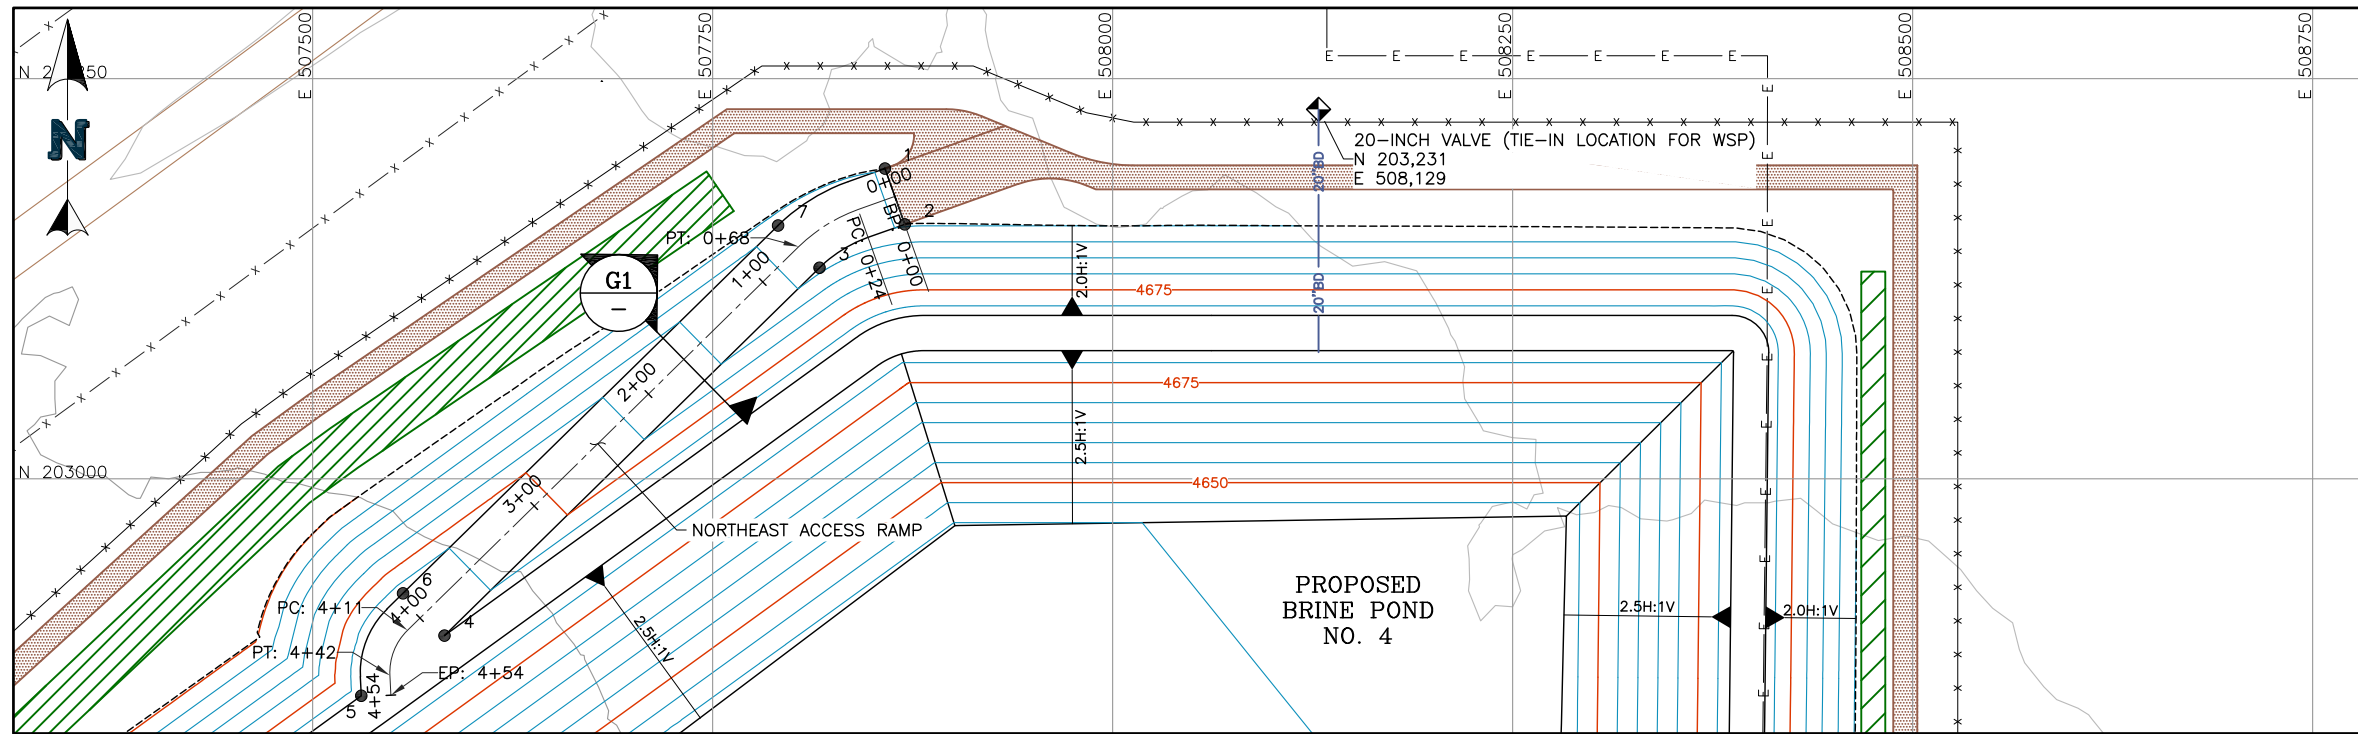 E 507500
E 507750
E 508000
E 508250
E 508500
E 508750
N
20-INCH VALVE (TIE-IN LOCATION FOR WSP)
N 203,231
E 508,129
20"BD
20"BD
1
0+00
BP: 0+00
2
7
PT: 0+68
PC: 0+24
3
1+00
G1
-
2.0H:1V
4675
2+00
4675
2.5H:1V
N 203000
3+00
4650
NORTHEAST ACCESS RAMP
6
PC: 4+11
4+00
4
PROPOSED
BRINE POND
NO. 4
2.5H:1V
2.0H:1V
2.5H:1V
PT: 4+42
EP: 4+54
4+54
5
E E E E E E E
E
E
E
E
E
E
E
E
E